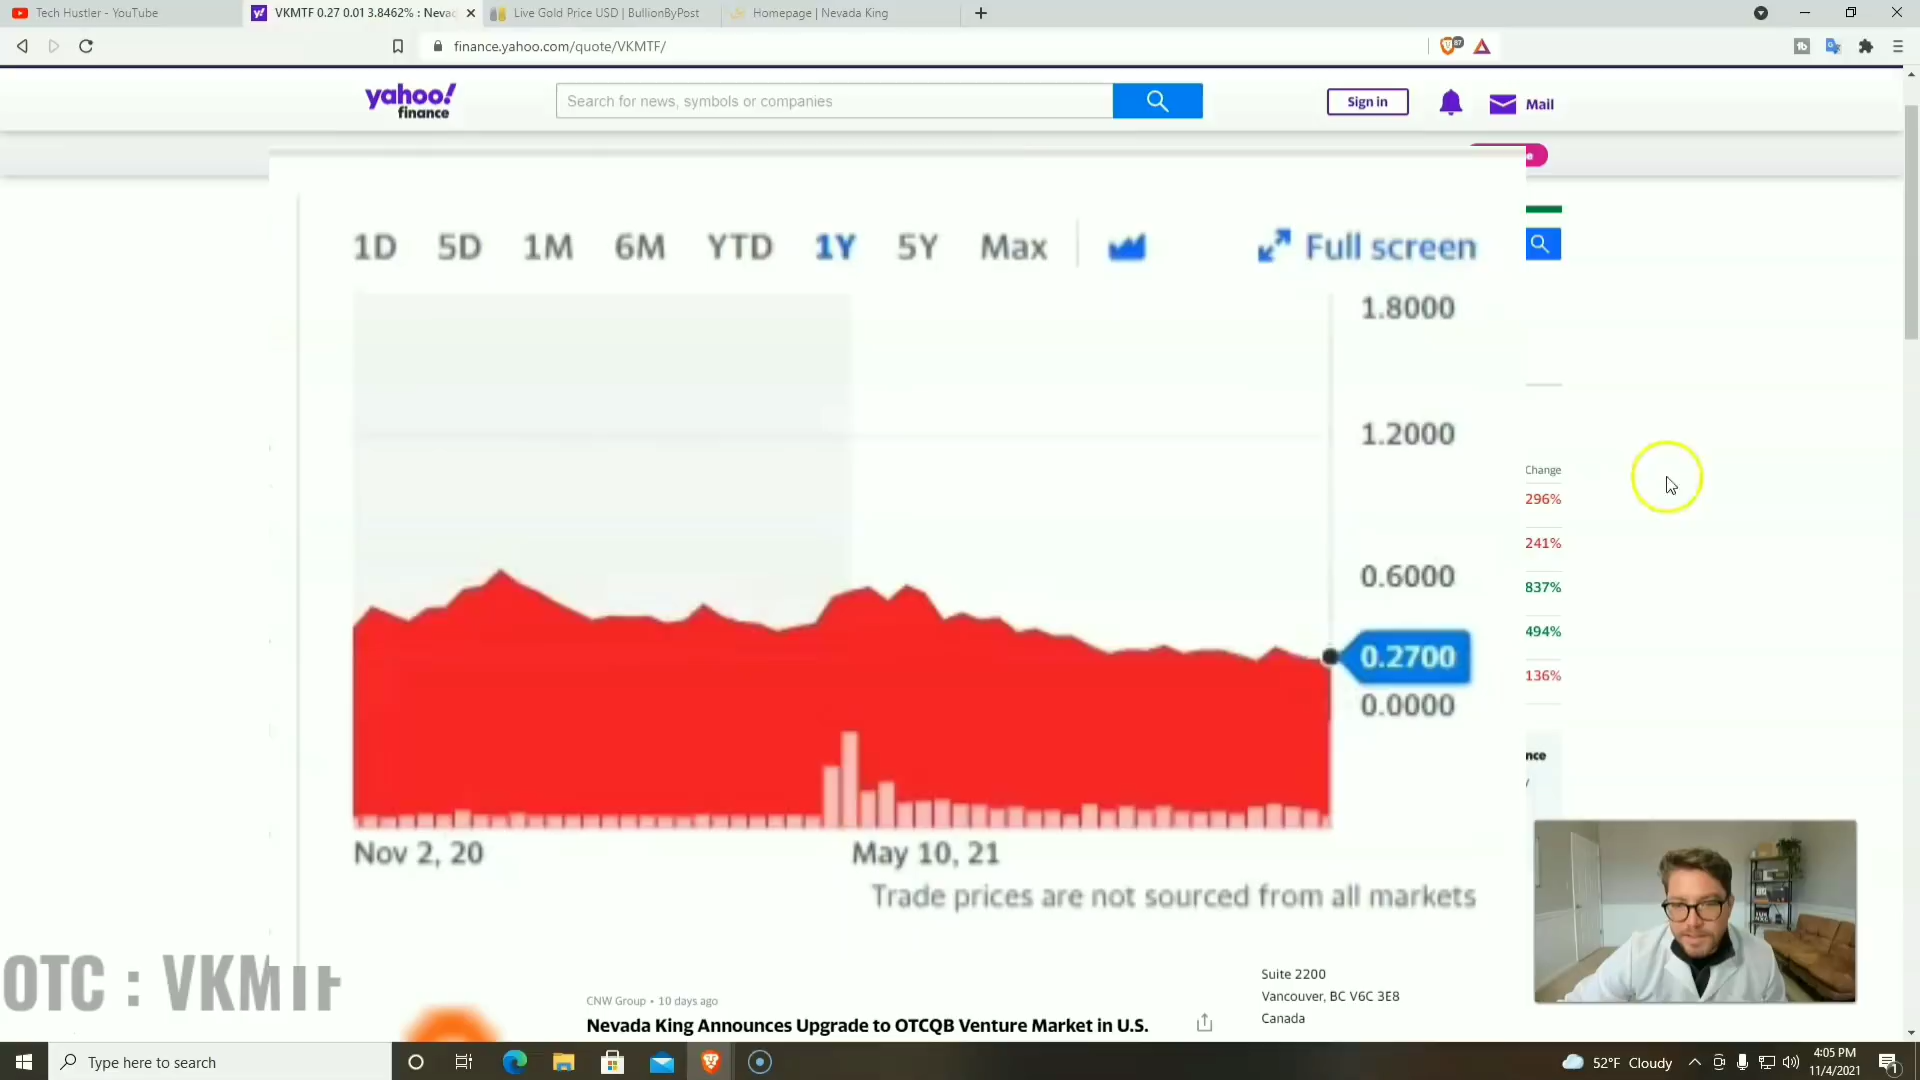 Tech Hustler - YouTube
VKMTF 0.27 0.01 3.8462% : Nevad
Live Gold Price USD | BullionByPost
Homepage | Nevada King
finance.yahoo.com/quote/VKMTF/
87
yahoo!
finance
Search for news, symbols or companies
Sign in
Mail
1D 5D 1M 6M YTD 1Y 5Y Max
Full screen
1.8000
1.2000
0.6000
0.2700
0.0000
Change
296%
241%
837%
494%
136%
nce
Nov 2, 20
May 10, 21
Trade prices are not sourced from all markets
OTC : VKMTF
CNW Group • 10 days ago
Nevada King Announces Upgrade to OTCQB Venture Market in U.S.
Suite 2200
Vancouver, BC V6C 3E8
Canada
Type here to search
52°F Cloudy
4:05 PM
11/4/2021
1